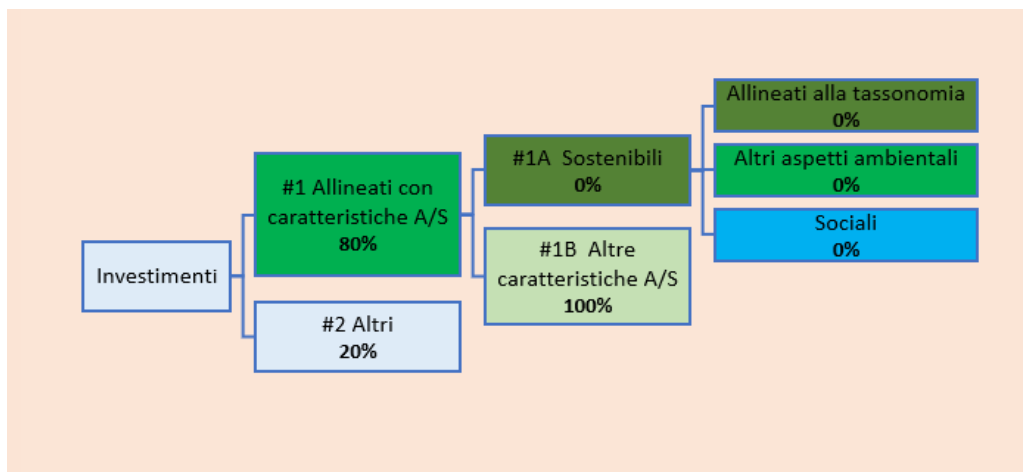 Investimenti
#1 Allineati con
caratteristiche A/S
80%
#2 Altri
20%
#1A Sostenibili
0%
#1B Altre
caratteristiche A/S
100%
Allineati alla tassonomia
0%
Altri aspetti ambientali
0%
Sociali
0%